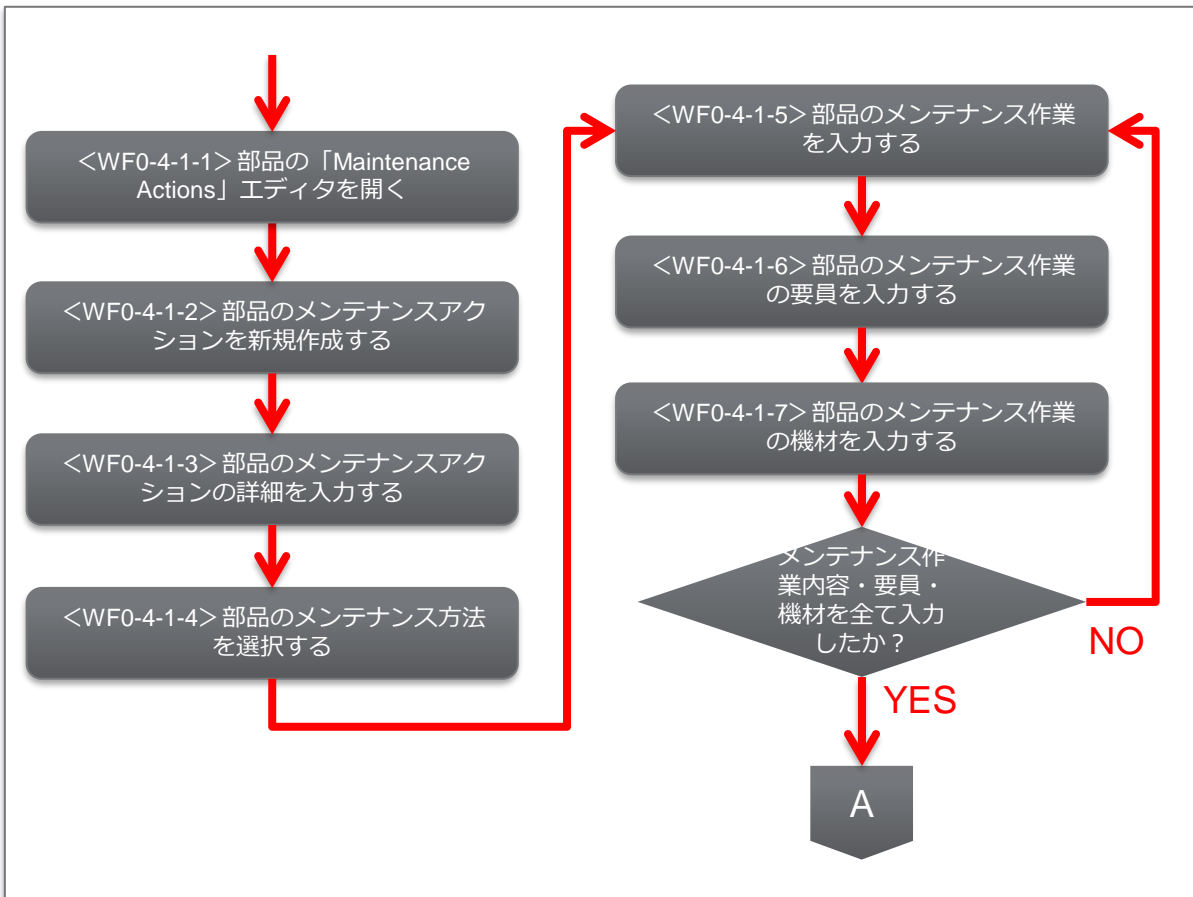 <WF0-4-1-1>部品の「Maintenance
Actions」エディタを開く
<WF0-4-1-2>部品のメンテナンスアク
ションを新規作成する
<WF0-4-1-3>部品のメンテナンスアク
ションの詳細を入力する
<WF0-4-1-4>部品のメンテナンス方法
を選択する
<WF0-4-1-5>部品のメンテナンス作業
を入力する
<WF0-4-1-6>部品のメンテナンス作業
の要員を入力する
<WF0-4-1-7>部品のメンテナンス作業
の機材を入力する
メンテナンス作
業内容・要員・
機材を全て入力
したか？
NO
YES
A